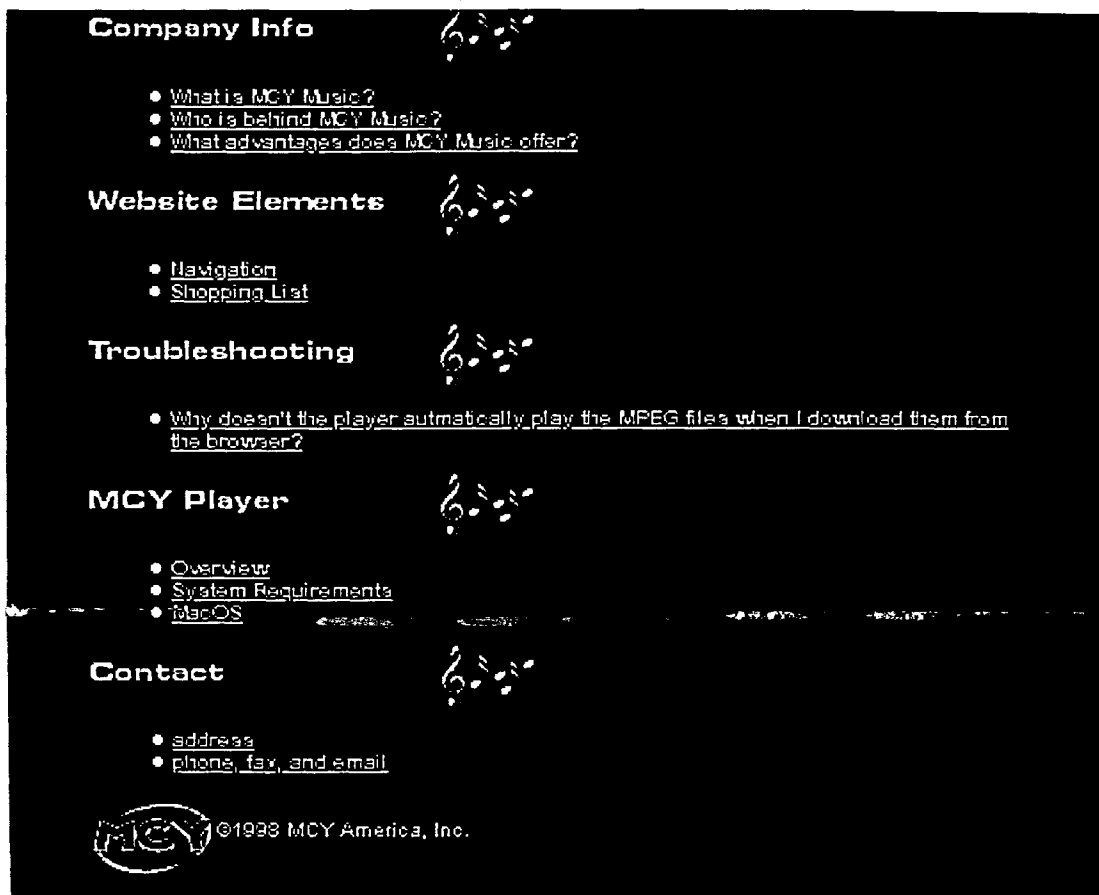 Company Info
• What is MCY Music?
• Who is behind MCY Music?
• What advantages does MCY Music offer?
Website Elements
• Navigation
• Shopping List
Troubleshooting
• Why doesn't the player autmatically play the MPEG files when I download them from
the browser?
MCY Player
• Overview
• System Requirements
• MacOS
Contact
• address
• phone, fax, and email
MCY ©1998 MCY America, Inc.